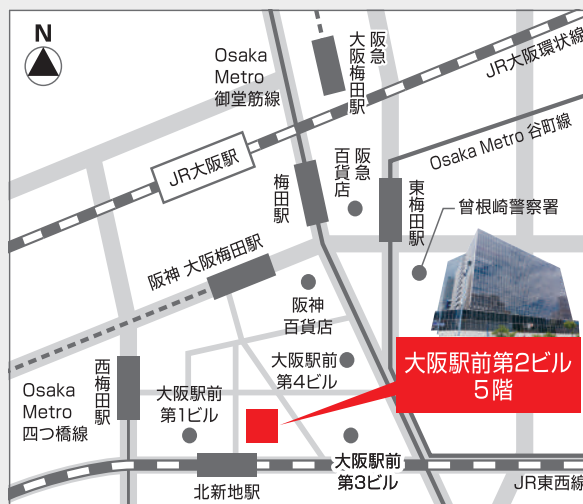 N
Osaka
Metro
御堂筋線
阪急
大阪梅田駅
JR大阪環状線
Osaka Metro 谷町線
JR大阪駅
梅田駅
阪急
百貨店
東梅田駅
曾根崎警察署
阪神 大阪梅田駅
阪神
百貨店
西梅田駅
大阪駅前
第4ビル
大阪駅前第2ビル
5階
Osaka
Metro
四つ橋線
大阪駅前
第1ビル
大阪駅前
第3ビル
北新地駅
JR東西線